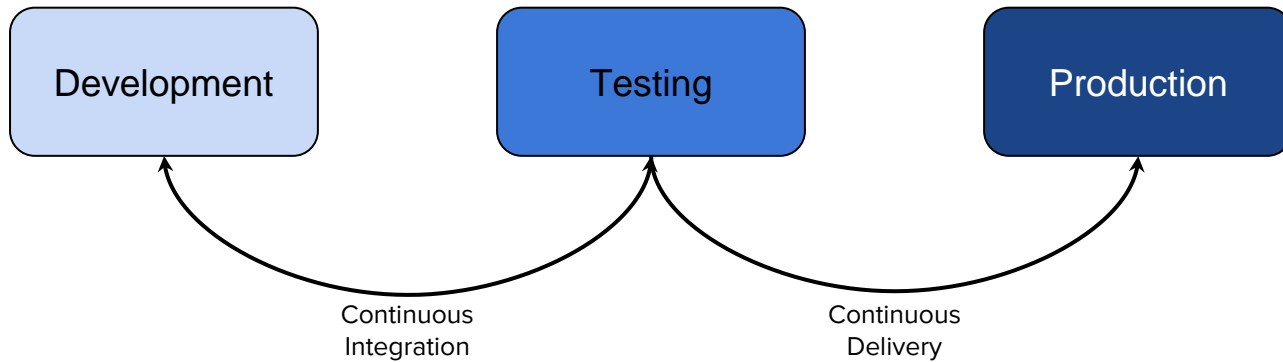 Development
Testing
Production
Continuous
Integration
Continuous
Delivery